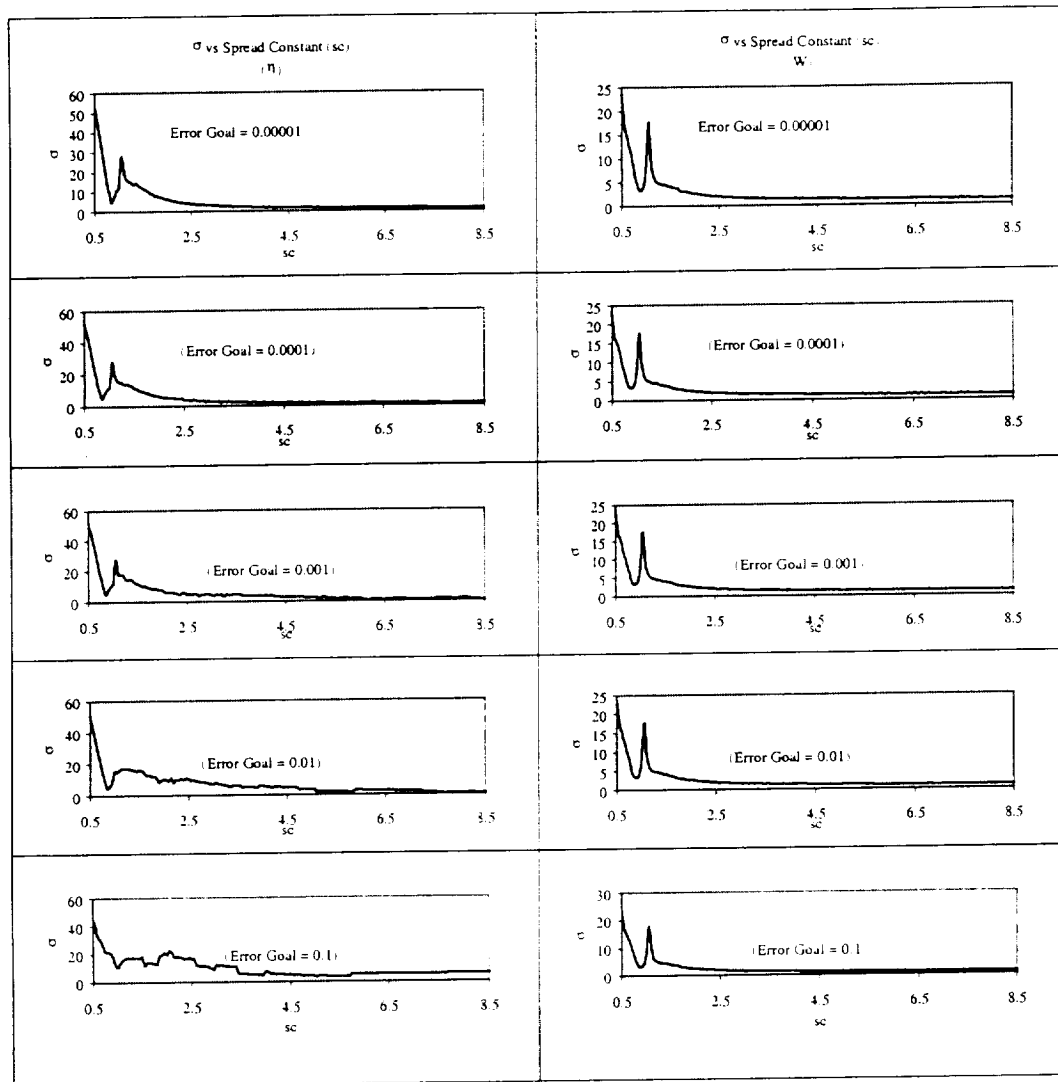 σ vs Spread Constant (sc)
(η)
60
50
40
30
20
10
0
σ
Error Goal = 0.00001
0.5 2.5 4.5 6.5 8.5
sc
σ vs Spread Constant (sc)
W)
25
20
15
10
5
0
σ
Error Goal = 0.00001
0.5 2.5 4.5 6.5 8.5
sc
60
40
20
0
σ
(Error Goal = 0.0001)
0.5 2.5 4.5 6.5 8.5
sc
25
20
15
10
5
0
σ
(Error Goal = 0.0001)
0.5 2.5 4.5 6.5 8.5
sc
60
40
20
0
σ
(Error Goal = 0.001)
0.5 2.5 4.5 6.5 8.5
sc
25
20
15
10
5
0
σ
(Error Goal = 0.001)
0.5 2.5 4.5 6.5 8.5
sc
60
40
20
0
σ
(Error Goal = 0.01)
0.5 2.5 4.5 6.5 8.5
sc
25
20
15
10
5
0
σ
(Error Goal = 0.01)
0.5 2.5 4.5 6.5 8.5
sc
60
40
20
0
σ
(Error Goal = 0.1)
0.5 2.5 4.5 6.5 8.5
sc
30
20
10
0
σ
(Error Goal = 0.1
0.5 2.5 4.5 6.5 8.5
sc